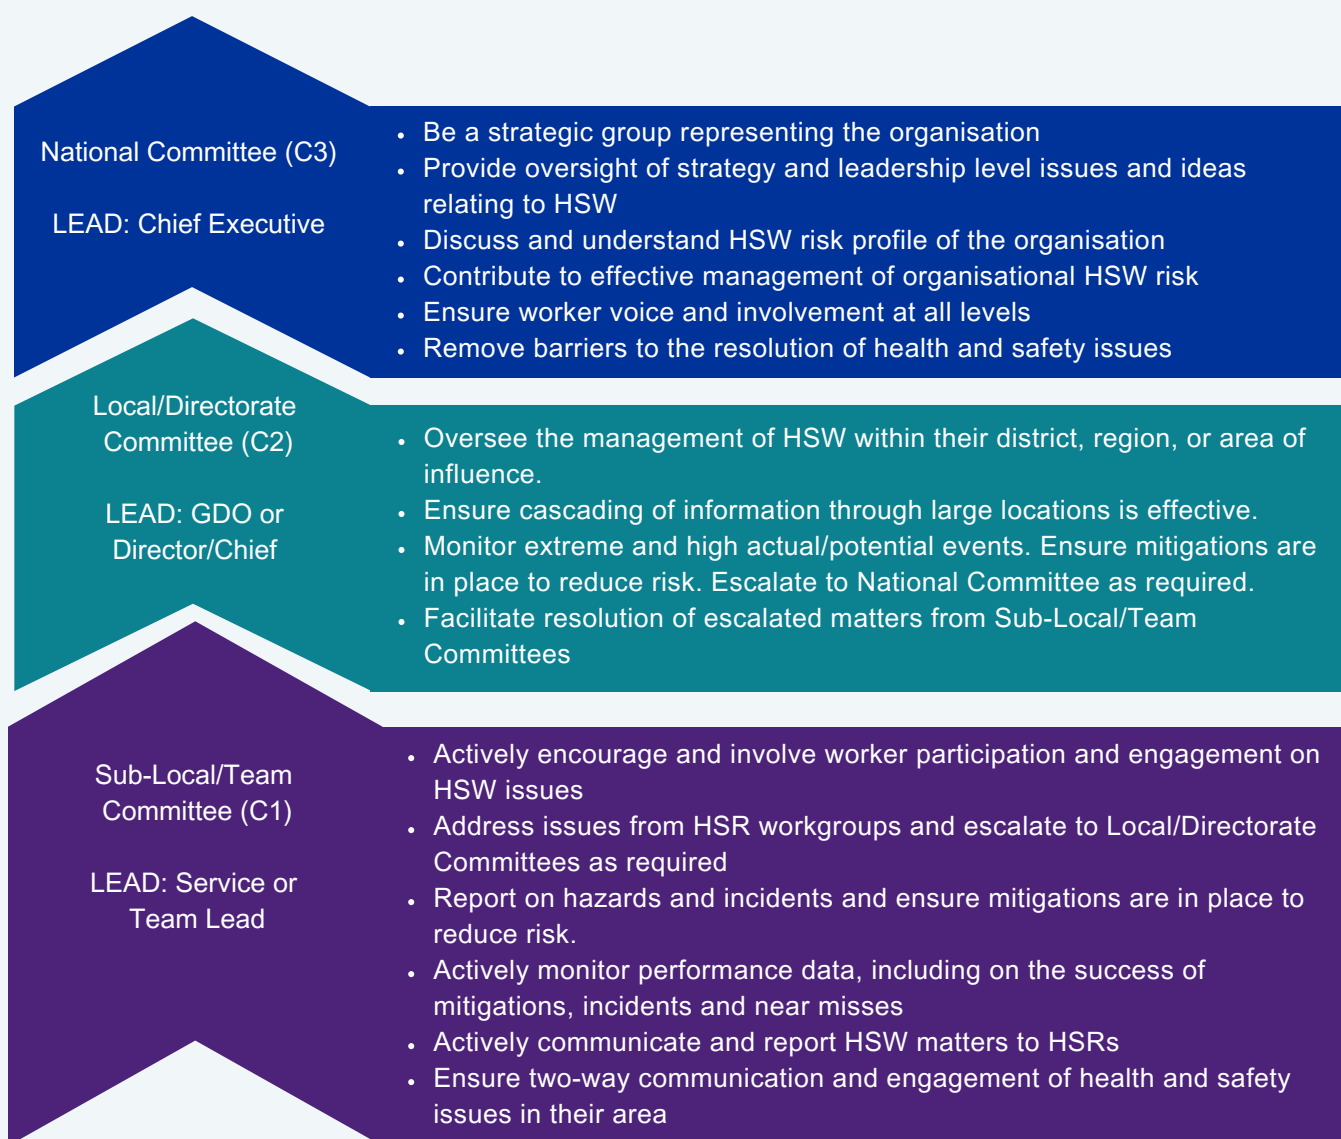 National Committee (C3)
LEAD: Chief Executive
• Be a strategic group representing the organisation
• Provide oversight of strategy and leadership level issues and ideas
relating to HSW
• Discuss and understand HSW risk profile of the organisation
• Contribute to effective management of organisational HSW risk
• Ensure worker voice and involvement at all levels
• Remove barriers to the resolution of health and safety issues
Local/Directorate
Committee (C2)
LEAD: GDO or
Director/Chief
• Oversee the management of HSW within their district, region, or area of
influence.
• Ensure cascading of information through large locations is effective.
• Monitor extreme and high actual/potential events. Ensure mitigations are
in place to reduce risk. Escalate to National Committee as required.
• Facilitate resolution of escalated matters from Sub-Local/Team
Committees
Sub-Local/Team
Committee (C1)
LEAD: Service or
Team Lead
• Actively encourage and involve worker participation and engagement on
HSW issues
• Address issues from HSR workgroups and escalate to Local/Directorate
Committees as required
• Report on hazards and incidents and ensure mitigations are in place to
reduce risk.
• Actively monitor performance data, including on the success of
mitigations, incidents and near misses
• Actively communicate and report HSW matters to HSRs
• Ensure two-way communication and engagement of health and safety
issues in their area